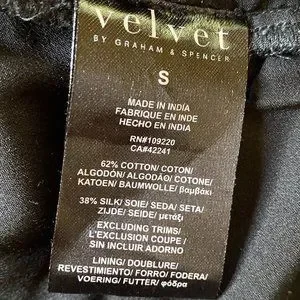 velvet
BY GRAHAM & SPENCER
S
MADE IN INDIA
FABRIQUE EN INDE
HECHO EN INDIA
RN#109220
CA#42241
62% COTTON/ COTON/
ALGODÓN/ ALGODÃO/ COTONE/
KATOEN/ BAUMWOLLE/ βαμβάκι
38% SILK/ SOIE/ SEDA/ SETA/
ZIJDE/ SEIDE/ μετάξι
EXCLUDING TRIMS/
L'EXCLUSION COUPE /
SIN INCLUIR ADORNO
LINING/ DOUBLURE/
REVESTIMIENTO/ FORRO/ FODERA/
VOERING/ FUTTER/ φόδρα